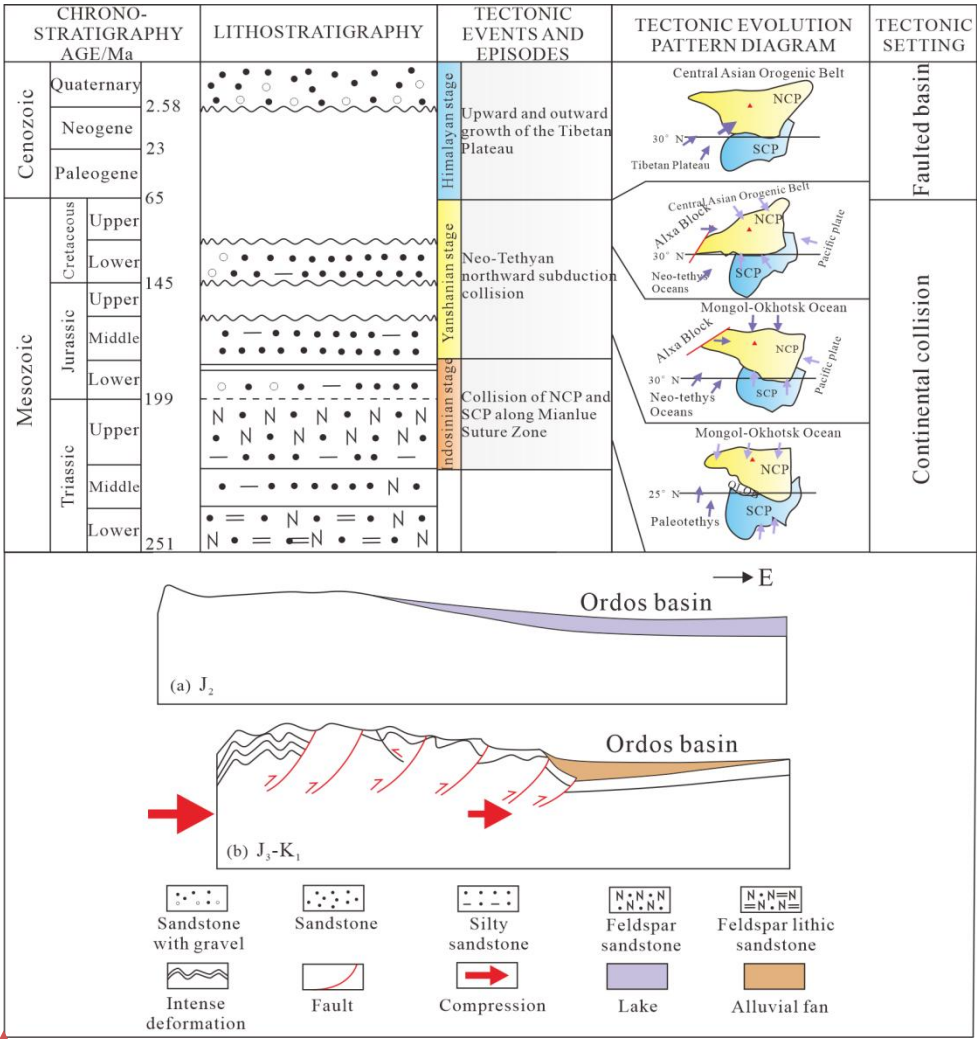 CHRONO-
STRATIGRAPHY
AGE/Ma
LITHOSTRATIGRAPHY
TECTONIC
EVENTS AND
EPISODES
TECTONIC EVOLUTION
PATTERN DIAGRAM
TECTONIC
SETTING
Cenozoic
Quaternary
2.58
Neogene
23
Paleogene
65
Mesozoic
Cretaceous
Upper
Lower
145
Jurassic
Upper
Middle
Lower
199
Triassic
Upper
Middle
Lower
251
Himalayan stage
Upward and outward
growth of the Tibetan
Plateau
Yanshanian stage
Neo-Tethyan
northward subduction
collision
Indosinian stage
Collision of NCP and
SCP along Mianlue
Suture Zone
Central Asian Orogenic Belt
NCP
30° N
SCP
Tibetan Plateau
Central Asian Orogenic Belt
Alxa Block
NCP
30° N
Neo-tethys
Oceans
SCP
Pacific plate
Mongol-Okhotsk Ocean
Alxa Block
NCP
30° N
Neo-tethys
Oceans
SCP
Pacific plate
Mongol-Okhotsk Ocean
NCP
25° N
SCP
Paleotethys
Faulted basin
Continental collision
E
Ordos basin
(a) J2
Ordos basin
(b) J3-K1
Sandstone
with gravel
Sandstone
Silty
sandstone
Feldspar
sandstone
Feldspar lithic
sandstone
Intense
deformation
Fault
Compression
Lake
Alluvial fan